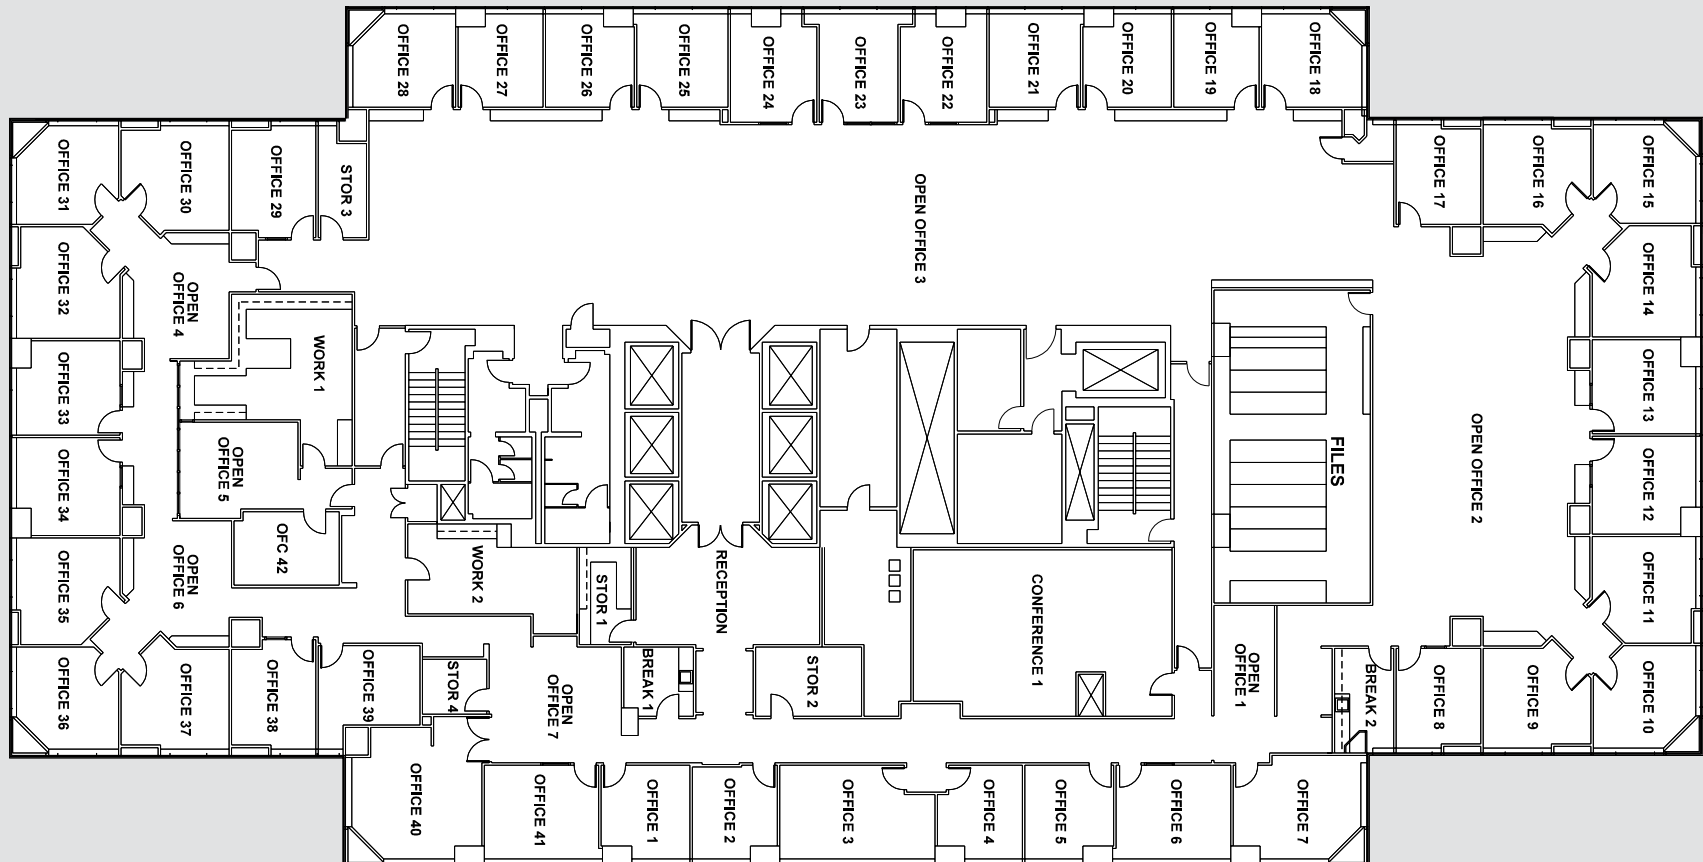 OFFICE 28
OFFICE 27
OFFICE 26
OFFICE 25
OFFICE 24
OFFICE 23
OFFICE 22
OFFICE 21
OFFICE 20
OFFICE 19
OFFICE 18
OFFICE 31
OFFICE 30
OFFICE 29
STOR 3
OPEN OFFICE 3
OFFICE 17
OFFICE 16
OFFICE 15
OFFICE 32
OPEN
OFFICE 4
OFFICE 14
WORK 1
OFFICE 33
OFFICE 13
OPEN
OFFICE 5
FILES
OPEN OFFICE 2
OFFICE 34
OFFICE 12
OFC 42
OFFICE 35
OPEN
OFFICE 6
WORK 2
STOR 1
RECEPTION
CONFERENCE 1
OFFICE 11
OFFICE 36
OFFICE 37
OFFICE 38
OFFICE 39
STOR 4
OPEN
OFFICE 7
BREAK 1
STOR 2
OPEN
OFFICE 1
BREAK 2
OFFICE 8
OFFICE 9
OFFICE 10
OFFICE 40
OFFICE 41
OFFICE 1
OFFICE 2
OFFICE 3
OFFICE 4
OFFICE 5
OFFICE 6
OFFICE 7